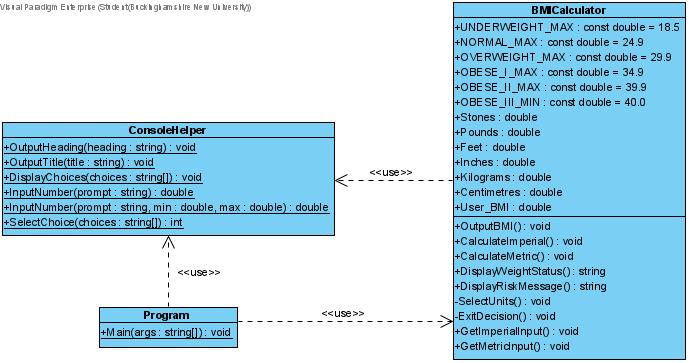 Visual Paradigm Enterprise (Student(Buckinghamshire New University))
BMICalculator
+UNDERWEIGHT_MAX : const double = 18.5
+NORMAL_MAX : const double = 24.9
+OVERWEIGHT_MAX : const double = 29.9
+OBESE_I_MAX : const double = 34.9
+OBESE_II_MAX : const double = 39.9
+OBESE_III_MIN : const double = 40.0
+Stones : double
+Pounds : double
+Feet : double
+Inches : double
+Kilograms : double
+Centimetres : double
+User_BMI : double
+OutputBMI() : void
+CalculateImperial() : void
+CalculateMetric() : void
+DisplayWeightStatus() : string
+DisplayRiskMessage() : string
-SelectUnits() : void
-ExitDecision() : void
+GetImperialInput() : void
+GetMetricInput() : void
ConsoleHelper
+OutputHeading(heading : string) : void
+OutputTitle(title : string) : void
+DisplayChoices(choices : string[]) : void
+InputNumber(prompt : string) : double
+InputNumber(prompt : string, min : double, max : double) : double
+SelectChoice(choices : string[]) : int
<<use>>
<<use>>
<<use>>
Program
+Main(args : string[]) : void